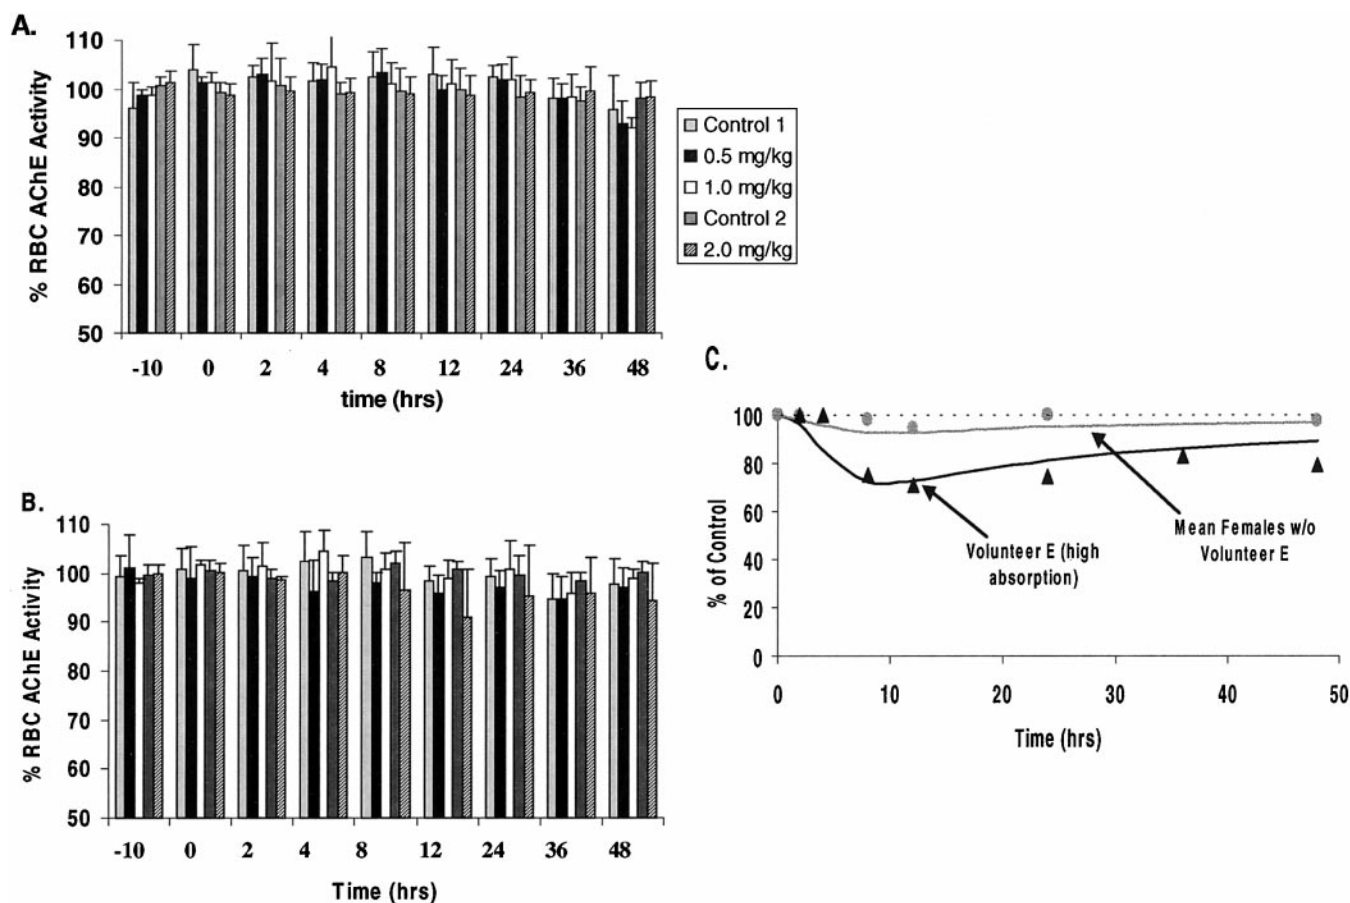 A.
% RBC AChE Activity
110
100
90
80
70
60
50
-10 0 2 4 8 12 24 36 48
time (hrs)
Control 1
0.5 mg/kg
1.0 mg/kg
Control 2
2.0 mg/kg
B.
% RBC AChE Activity
110
100
90
80
70
60
50
-10 0 2 4 8 12 24 36 48
Time (hrs)
C.
% of Control
100
80
60
40
20
0
Volunteer E (high
absorption)
Mean Females w/o
Volunteer E
0 10 20 30 40 50
Time (hrs)